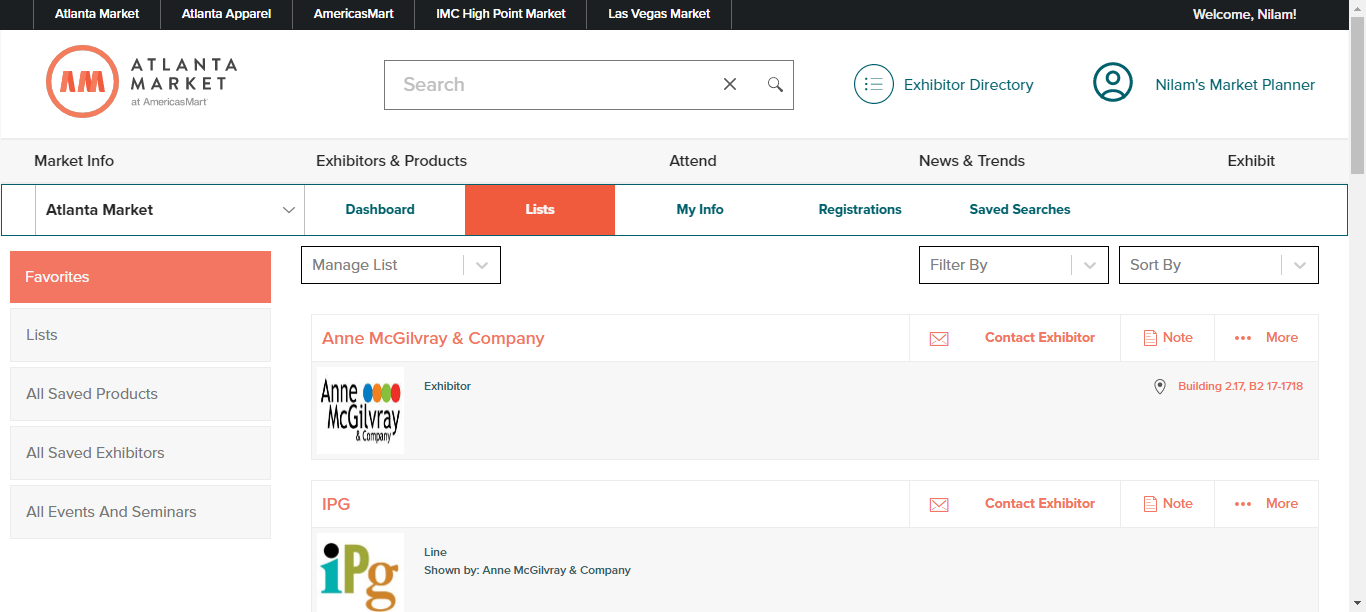 Atlanta Market Atlanta Apparel AmericasMart IMC High Point Market Las Vegas Market Welcome, Nilam!
AM
ATLANTA
MARKET
at AmericasMart
Search
Exhibitor Directory
Nilam's Market Planner
Market Info Exhibitors & Products Attend News & Trends Exhibit
Atlanta Market Dashboard Lists My Info Registrations Saved Searches
Favorites
Lists
All Saved Products
All Saved Exhibitors
All Events And Seminars
Manage List Filter By Sort By
Anne McGilvray & Company Contact Exhibitor Note More
Anne
McGilvray
& Company
Exhibitor
Building 2.17, B2 17-1718
IPG Contact Exhibitor Note More
iPg
Line
Shown by: Anne McGilvray & Company